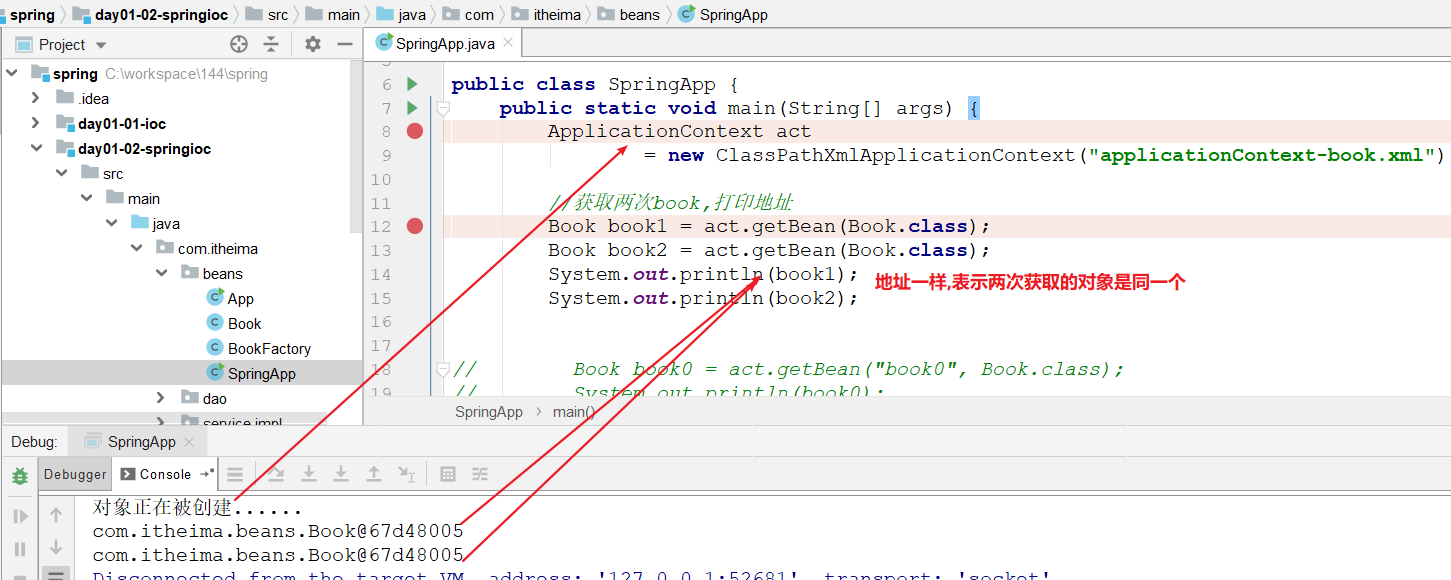 spring day01-02-springioc src main java com itheima beans SpringApp
Project
SpringApp.java
spring C:\workspace\144\spring
.idea
day01-01-ioc
day01-02-springioc
src
main
java
com.itheima
beans
App
Book
BookFactory
SpringApp
dao
service.impl
6 public class SpringApp {
7 public static void main(String[] args) {
8 ApplicationContext act
9 = new ClassPathXmlApplicationContext("applicationContext-book.xml")
10
11 //获取两次book,打印地址
12 Book book1 = act.getBean(Book.class);
13 Book book2 = act.getBean(Book.class);
14 System.out.println(book1);
地址一样,表示两次获取的对象是同一个
15 System.out.println(book2);
16
17
18 // Book book0 = act.getBean("book0", Book.class);
19 // System.out.println(book0);
SpringApp main()
Debug: SpringApp
Debugger Console
对象正在被创建......
com.itheima.beans.Book@67d48005
com.itheima.beans.Book@67d48005
Disconnected from the target VM, address: '127.0.0.1:52681', transport: 'socket'